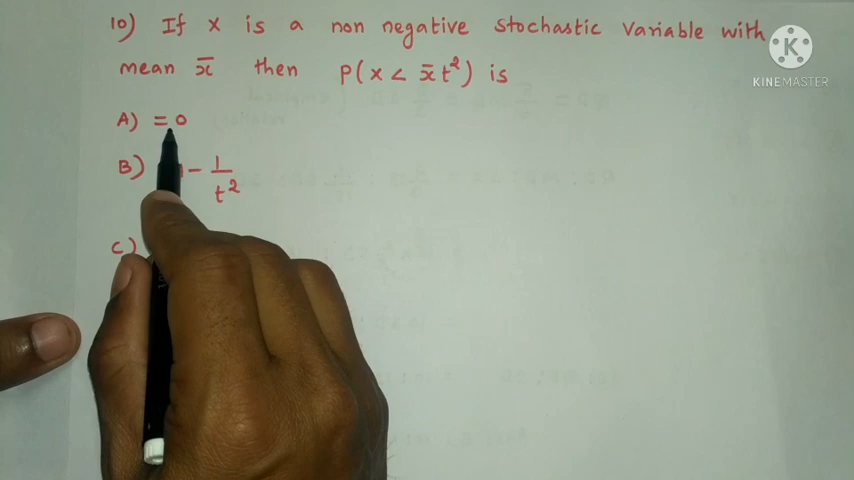 10) If X is a non negative stochastic variable with
mean x̄ then P(X < x̄t²) is
A) = 0
B) - 1/t²
C)
KINEMASTER